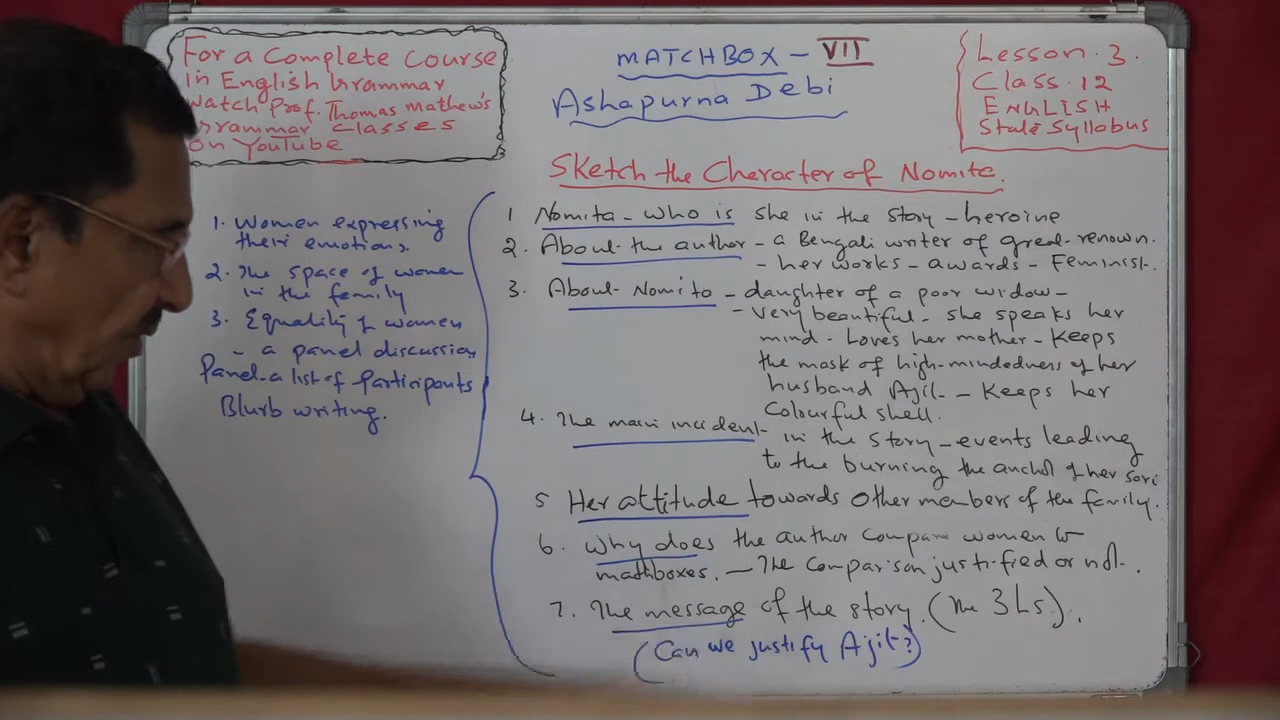 For a Complete Course
in English Grammar
Watch Prof. Thomas mathew's
Grammar Classes
on YouTube
MATCHBOX - VII
Ashapurna Debi
Lesson. 3.
Class. 12
ENGLISH
State Syllabus
Sketch the Character of Nomita.
1. Women expressing
their emotions.
2. The space of women
in the family
3. Equality of women
- a panel discussion
Panel-a list of Participants
Blurb writing.
1 Nomita - who is she in the story - heroine
2. About the author - a Bengali writer of great renown.
- her works - awards - Feminist.
3. About Nomita - daughter of a poor widow -
- very beautiful - she speaks her
mind - Loves her mother - Keeps
the mask of high-mindedness of her
husband Ajit - Keeps her
Colourful shell.
4. The main incident - in the story - events leading
to the burning the anchal of her sari
5 Her attitude towards other members of the family.
6. Why does the author compare women to
mathboxes. - The comparison justified or not.
7. The message of the story. (The 3 Ls).
(Can we justify Ajit?)